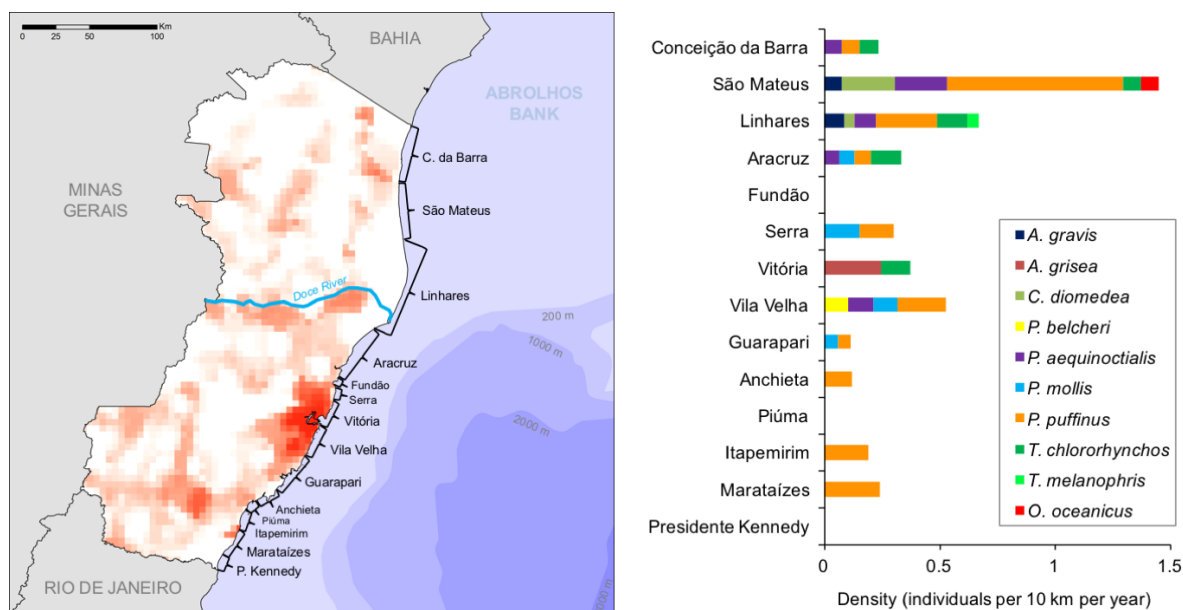 Km
0 25 50 100
BAHIA
ABROLHOS
BANK
MINAS
GERAIS
C. da Barra
São Mateus
Doce River
Linhares
200 m
1000 m
2000 m
Aracruz
Fundão
Serra
Vitória
Vila Velha
Guarapari
Anchieta
Piúma
Itapemirim
Marataízes
P. Kennedy
RIO DE JANEIRO
Conceição da Barra
São Mateus
Linhares
Aracruz
Fundão
Serra
Vitória
Vila Velha
Guarapari
Anchieta
Piúma
Itapemirim
Marataízes
Presidente Kennedy
A. gravis
A. grisea
C. diomedea
P. belcheri
P. aequinoctialis
P. mollis
P. puffinus
T. chlororhynchos
T. melanophris
O. oceanicus
0 0.5 1 1.5
Density (individuals per 10 km per year)